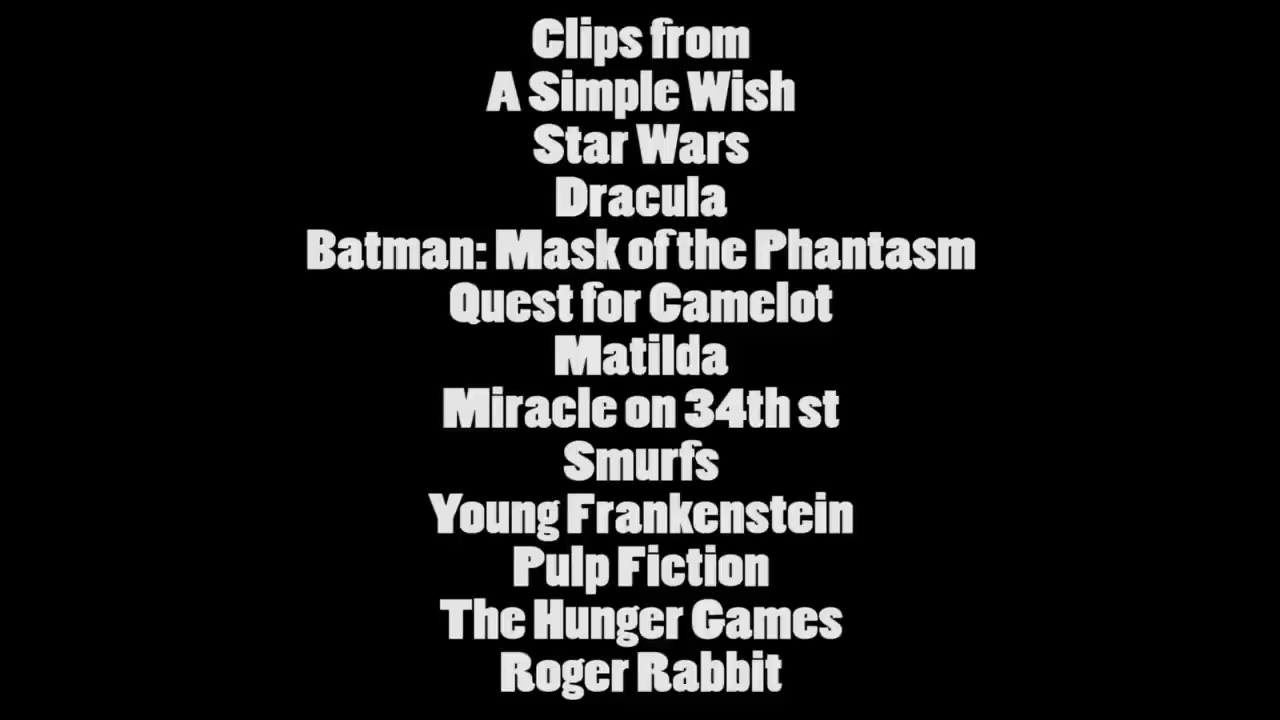 Clips from
A Simple Wish
Star Wars
Dracula
Batman: Mask of the Phantasm
Quest for Camelot
Matilda
Miracle on 34th st
Smurfs
Young Frankenstein
Pulp Fiction
The Hunger Games
Roger Rabbit